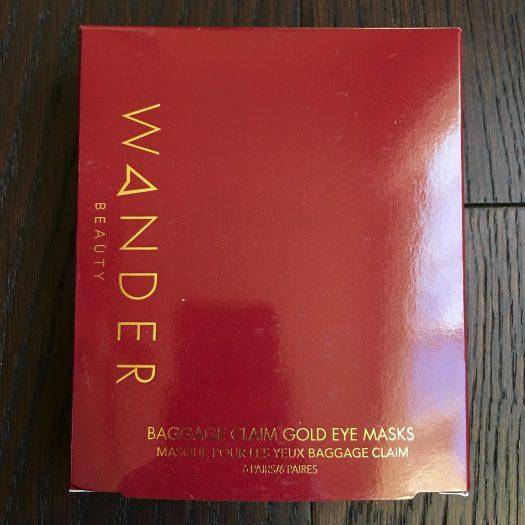 WANDER
BEAUTY
BAGGAGE CLAIM GOLD EYE MASKS
MASQUE POUR LES YEUX BAGGAGE CLAIM
6 PAIRS/6 PAIRES